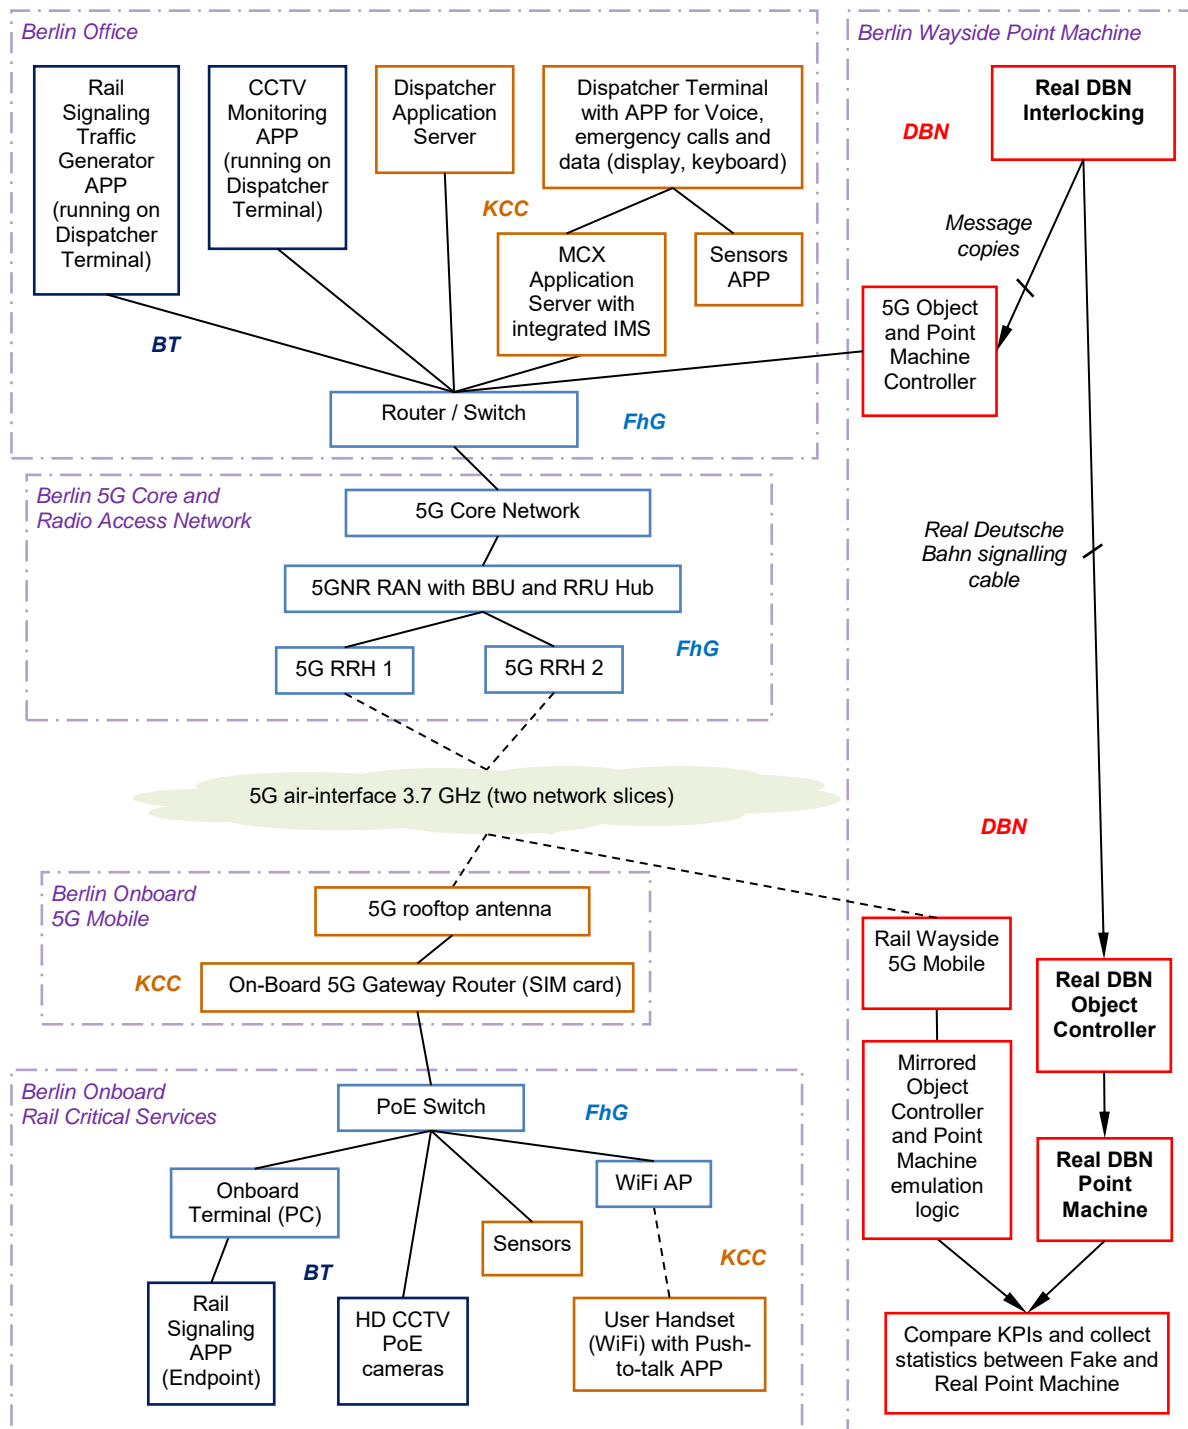 Berlin Office
Rail
Signaling
Traffic
Generator
APP
(running on
Dispatcher
Terminal)
CCTV
Monitoring
APP
(running on
Dispatcher
Terminal)
Dispatcher
Application
Server
Dispatcher Terminal
with APP for Voice,
emergency calls and
data (display, keyboard)
KCC
MCX
Application
Server with
integrated IMS
Sensors
APP
BT
Router / Switch
FhG
Berlin Wayside Point Machine
DBN
Real DBN
Interlocking
Message
copies
5G Object
and Point
Machine
Controller
Real Deutsche
Bahn signalling
cable
Berlin 5G Core and
Radio Access Network
5G Core Network
5GNR RAN with BBU and RRU Hub
FhG
5G RRH 1
5G RRH 2
5G air-interface 3.7 GHz (two network slices)
DBN
Berlin Onboard
5G Mobile
5G rooftop antenna
KCC
On-Board 5G Gateway Router (SIM card)
Rail Wayside
5G Mobile
Real DBN
Object
Controller
Mirrored
Object
Controller
and Point
Machine
emulation
logic
Real DBN
Point
Machine
Compare KPIs and collect
statistics between Fake and
Real Point Machine
Berlin Onboard
Rail Critical Services
PoE Switch
FhG
Onboard
Terminal (PC)
WiFi AP
Sensors
KCC
BT
Rail
Signaling
APP
(Endpoint)
HD CCTV
PoE
cameras
User Handset
(WiFi) with Push-
to-talk APP